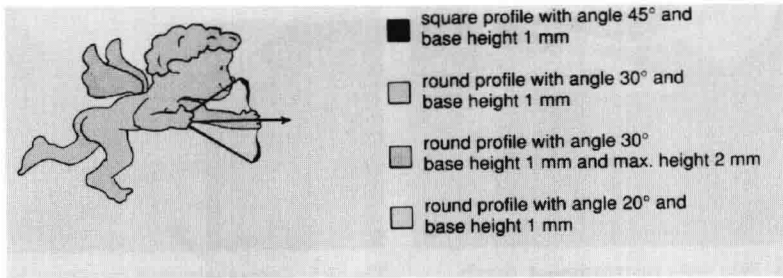 square profile with angle 45° and
base height 1 mm
round profile with angle 30° and
base height 1 mm
round profile with angle 30°
base height 1 mm and max. height 2 mm
round profile with angle 20° and
base height 1 mm